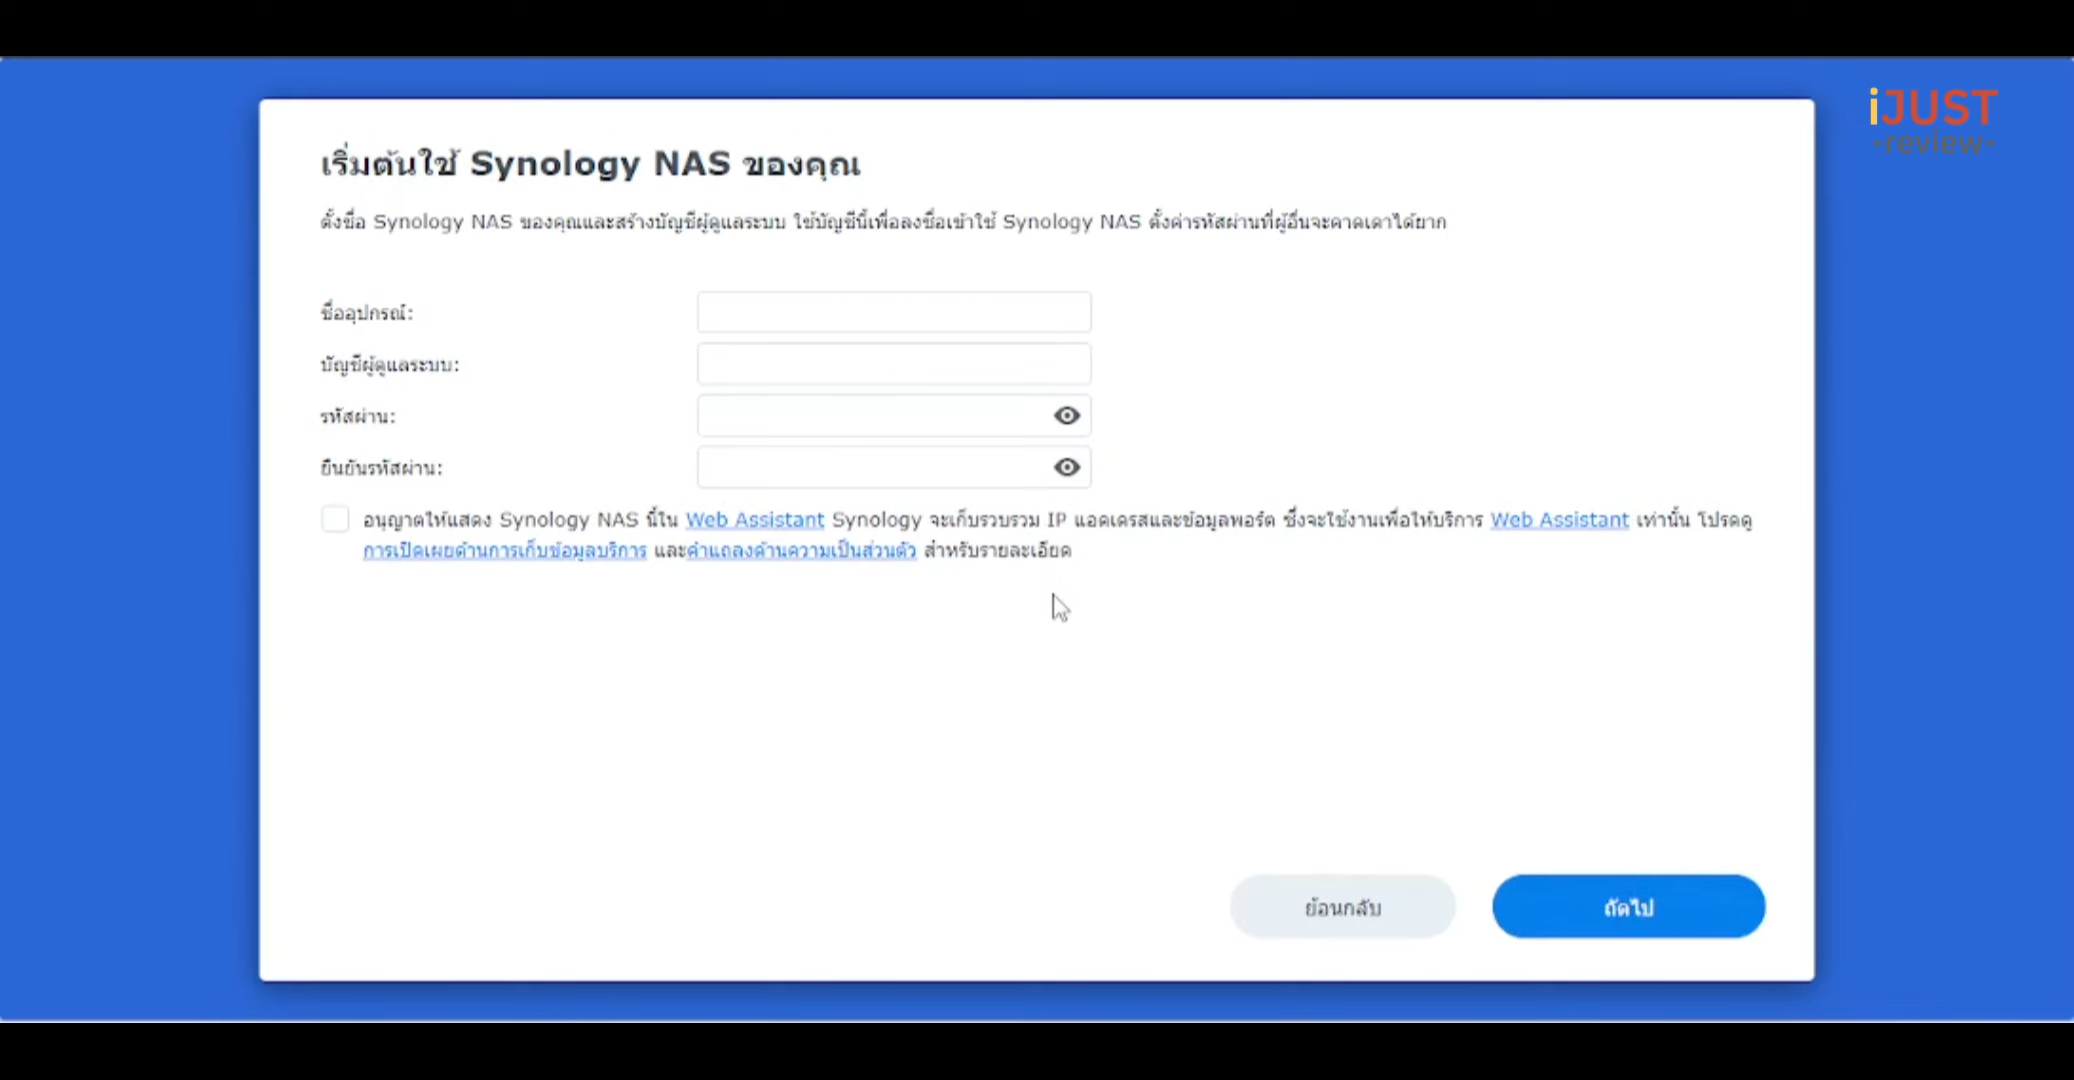 iJUST
-review-
เริ่มต้นใช้ Synology NAS ของคุณ
ตั้งชื่อ Synology NAS ของคุณและสร้างบัญชีผู้ดูแลระบบ ใช้บัญชีนี้เพื่อลงชื่อเข้าใช้ Synology NAS ตั้งค่ารหัสผ่านที่ผู้อื่นจะคาดเดาได้ยาก
ชื่ออุปกรณ์:
บัญชีผู้ดูแลระบบ:
รหัสผ่าน:
ยืนยันรหัสผ่าน:
อนุญาตให้แสดง Synology NAS นี้ใน Web Assistant Synology จะเก็บรวบรวม IP แอดเดรสและข้อมูลพอร์ต ซึ่งจะใช้งานเพื่อให้บริการ Web Assistant เท่านั้น โปรดดู
การเปิดเผยด้านการเก็บข้อมูลบริการ และคำแถลงด้านความเป็นส่วนตัว สำหรับรายละเอียด
ย้อนกลับ
ถัดไป